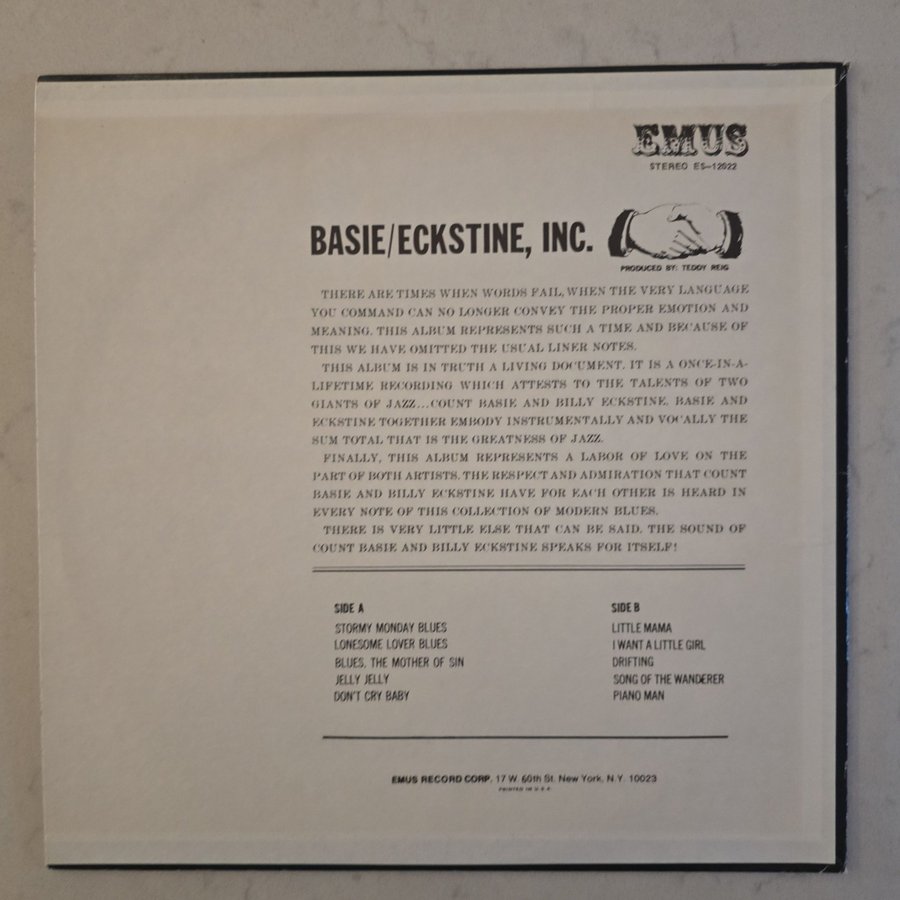 EMUS
STEREO ES-12022
BASIE/ECKSTINE, INC.
PRODUCED BY: TEDDY REIG
THERE ARE TIMES WHEN WORDS FAIL, WHEN THE VERY LANGUAGE
YOU COMMAND CAN NO LONGER CONVEY THE PROPER EMOTION AND
MEANING. THIS ALBUM REPRESENTS SUCH A TIME AND BECAUSE OF
THIS WE HAVE OMITTED THE USUAL LINER NOTES.
THIS ALBUM IS IN TRUTH A LIVING DOCUMENT. IT IS A ONCE-IN-A-
LIFETIME RECORDING WHICH ATTESTS TO THE TALENTS OF TWO
GIANTS OF JAZZ...COUNT BASIE AND BILLY ECKSTINE. BASIE AND
ECKSTINE TOGETHER EMBODY INSTRUMENTALLY AND VOCALLY THE
SUM TOTAL THAT IS THE GREATNESS OF JAZZ.
FINALLY, THIS ALBUM REPRESENTS A LABOR OF LOVE ON THE
PART OF BOTH ARTISTS. THE RESPECT AND ADMIRATION THAT COUNT
BASIE AND BILLY ECKSTINE HAVE FOR EACH OTHER IS HEARD IN
EVERY NOTE OF THIS COLLECTION OF MODERN BLUES.
THERE IS VERY LITTLE ELSE THAT CAN BE SAID. THE SOUND OF
COUNT BASIE AND BILLY ECKSTINE SPEAKS FOR ITSELF!
SIDE A
STORMY MONDAY BLUES
LONESOME LOVER BLUES
BLUES, THE MOTHER OF SIN
JELLY JELLY
DON'T CRY BABY
SIDE B
LITTLE MAMA
I WANT A LITTLE GIRL
DRIFTING
SONG OF THE WANDERER
PIANO MAN
EMUS RECORD CORP. 17 W. 60th St. New York, N.Y. 10023
PRINTED IN U.S.A.